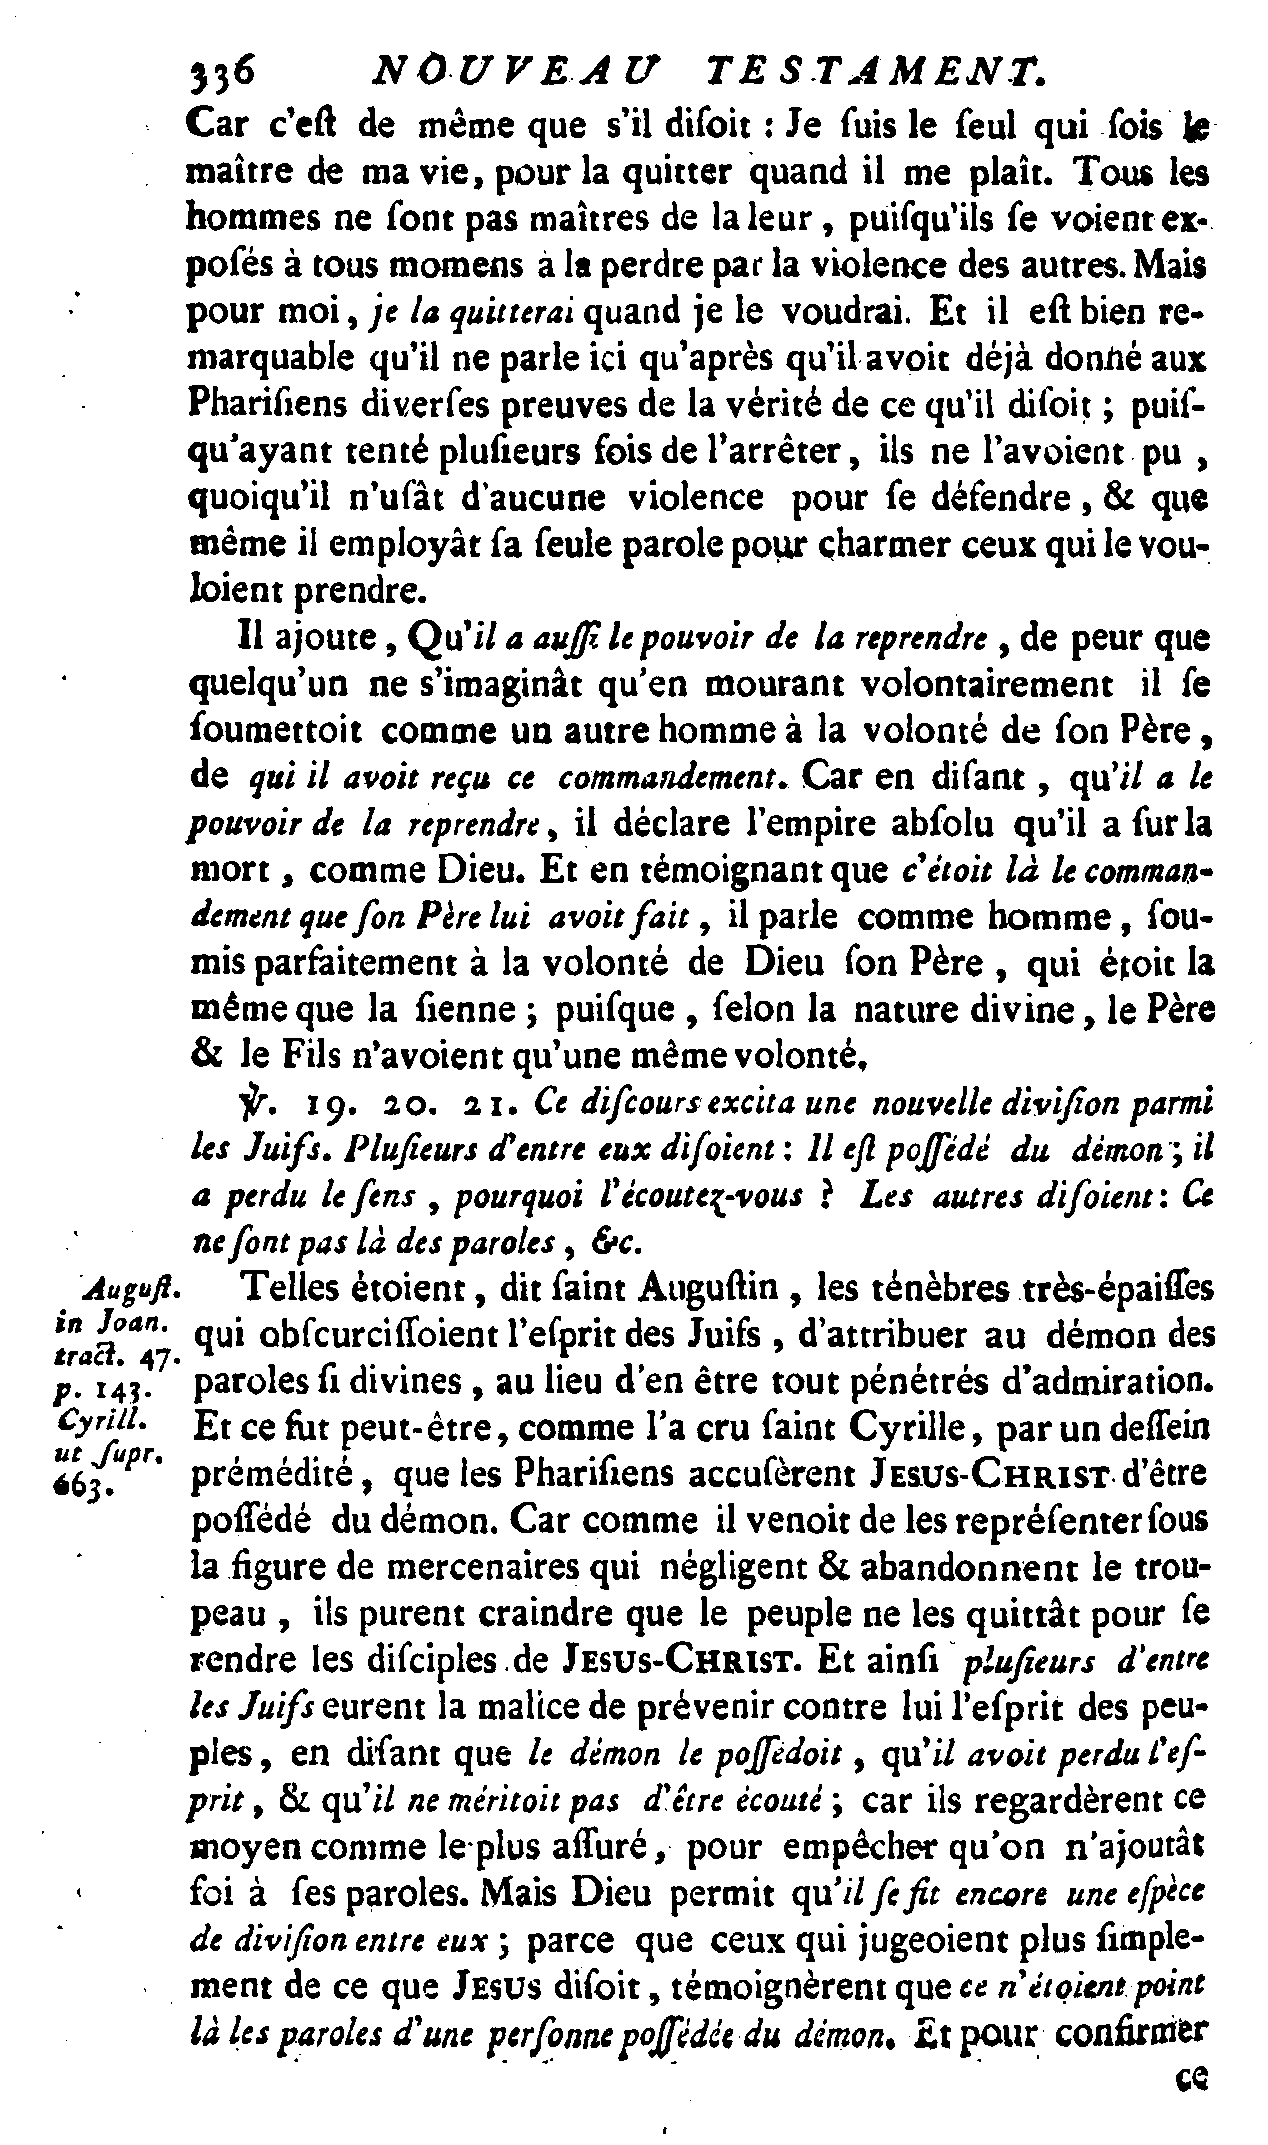 336 NOUVEAU TESTAMENT.
Car c'eſt de même que s'il diſoit : Je ſuis le ſeul qui ſois le
maître de ma vie, pour la quitter quand il me plaît. Tous les
hommes ne ſont pas maîtres de la leur, puiſqu'ils ſe voient ex-
poſés à tous momens à la perdre par la violence des autres. Mais
pour moi, je la quitterai quand je le voudrai. Et il eſt bien re-
marquable qu'il ne parle ici qu'après qu'il avoit déjà donné aux
Phariſiens diverſes preuves de la vérité de ce qu'il diſoit ; puiſ-
qu'ayant tenté pluſieurs fois de l'arrêter, ils ne l'avoient pu ,
quoiqu'il n'uſât d'aucune violence pour ſe défendre , & que
même il employât ſa ſeule parole pour charmer ceux qui le vou-
loient prendre.
Il ajoute , Qu'il a auſſi le pouvoir de la reprendre , de peur que
quelqu'un ne s'imaginât qu'en mourant volontairement il ſe
ſoumettoit comme un autre homme à la volonté de ſon Père ,
de qui il avoit reçu ce commandement. Car en diſant , qu'il a le
pouvoir de la reprendre, il déclare l'empire abſolu qu'il a ſur la
mort , comme Dieu. Et en témoignant que c'étoit là le comman-
dement que ſon Père lui avoit fait , il parle comme homme , ſou-
mis parfaitement à la volonté de Dieu ſon Père , qui étoit la
même que la ſienne ; puiſque , ſelon la nature divine , le Père
& le Fils n'avoient qu'une même volonté.
℣. 19. 20. 21. Ce diſcours excita une nouvelle diviſion parmi
les Juifs. Pluſieurs d'entre eux diſoient : Il eſt poſſédé du démon ; il
a perdu le ſens , pourquoi l'écoutez-vous ? Les autres diſoient : Ce
ne ſont pas là des paroles , &c.
Auguſt.
in Joan.
tract. 47.
p. 143.
Cyrill.
ut ſupr.
663.
Telles étoient , dit ſaint Auguſtin , les ténèbres très-épaiſſes
qui obſcurciſſoient l'eſprit des Juifs , d'attribuer au démon des
paroles ſi divines , au lieu d'en être tout pénétrés d'admiration.
Et ce fut peut-être, comme l'a cru ſaint Cyrille, par un deſſein
prémédité, que les Phariſiens accuſèrent JESUS-CHRIST d'être
poſſédé du démon. Car comme il venoit de les repréſenter ſous
la figure de mercenaires qui négligent & abandonnent le trou-
peau , ils purent craindre que le peuple ne les quittât pour ſe
rendre les diſciples de JESUS-CHRIST. Et ainſi pluſieurs d'entre
les Juifs eurent la malice de prévenir contre lui l'eſprit des peu-
ples, en diſant que le démon le poſſédoit , qu'il avoit perdu l'eſ-
prit , & qu'il ne méritoit pas d'être écouté ; car ils regardèrent ce
moyen comme le plus aſſuré, pour empêcher qu'on n'ajoutât
foi à ſes paroles. Mais Dieu permit qu'il ſe fit encore une eſpèce
de diviſion entre eux ; parce que ceux qui jugeoient plus ſimple-
ment de ce que JESUS diſoit , témoignèrent que ce n'étoient point
là les paroles d'une perſonne poſſédée du démon. Et pour confirmer
ce